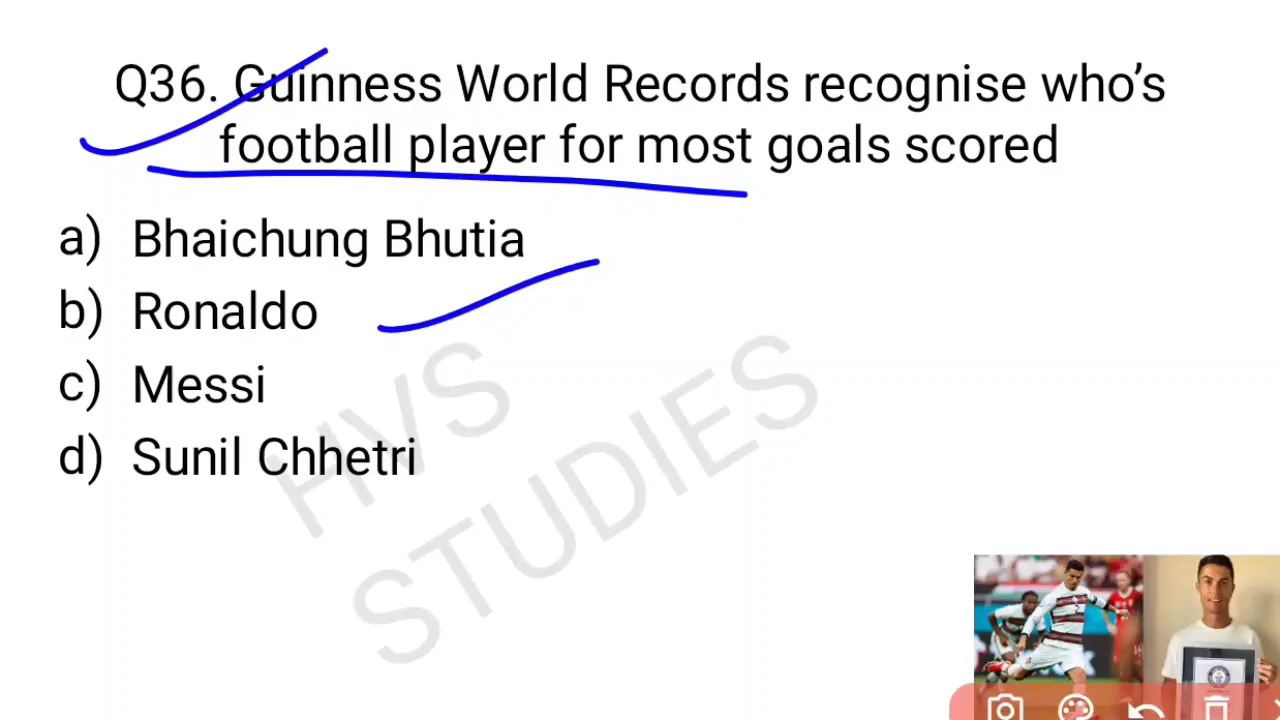 Q36. Guinness World Records recognise who's
football player for most goals scored
a) Bhaichung Bhutia
b) Ronaldo
c) Messi
d) Sunil Chhetri
HVS
STUDIES